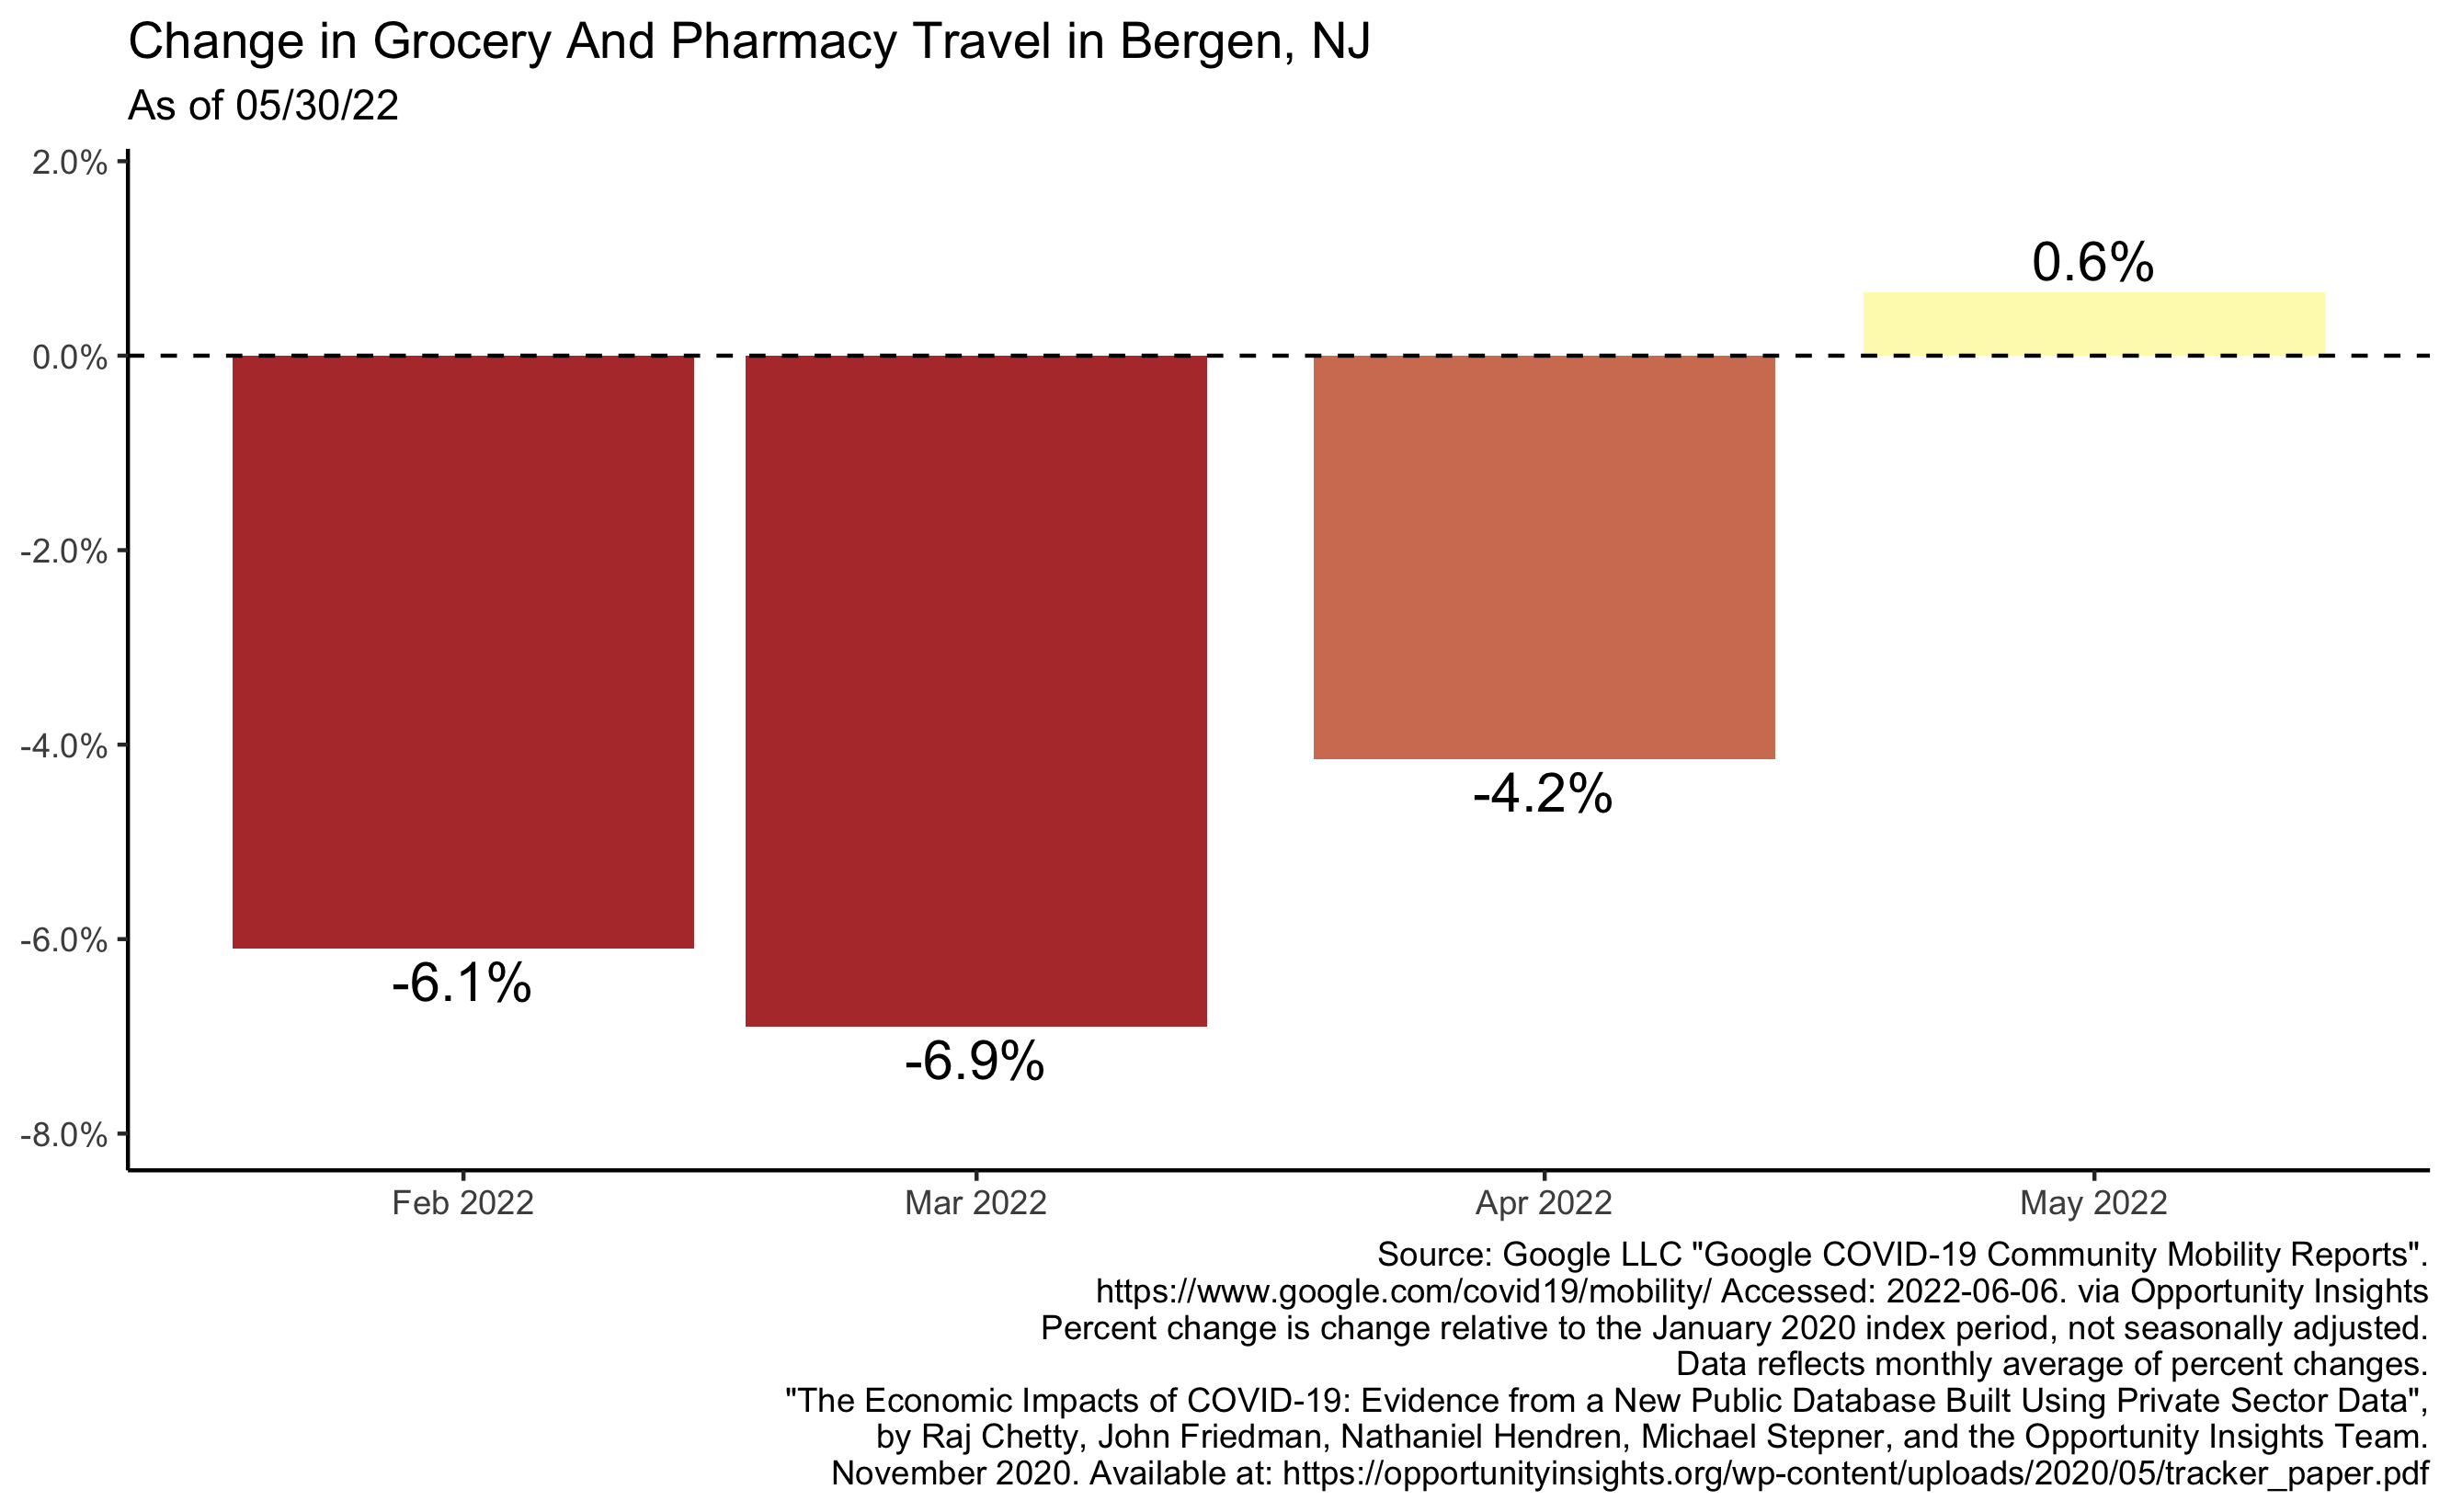 Change in Grocery And Pharmacy Travel in Bergen, NJ
As of 05/30/22
2.0%
0.0%
-2.0%
-4.0%
-6.0%
-8.0%
-6.1%
-6.9%
-4.2%
0.6%
Feb 2022
Mar 2022
Apr 2022
May 2022
Source: Google LLC "Google COVID-19 Community Mobility Reports".
https://www.google.com/covid19/mobility/ Accessed: 2022-06-06. via Opportunity Insights
Percent change is change relative to the January 2020 index period, not seasonally adjusted.
Data reflects monthly average of percent changes.
"The Economic Impacts of COVID-19: Evidence from a New Public Database Built Using Private Sector Data",
by Raj Chetty, John Friedman, Nathaniel Hendren, Michael Stepner, and the Opportunity Insights Team.
November 2020. Available at: https://opportunityinsights.org/wp-content/uploads/2020/05/tracker_paper.pdf